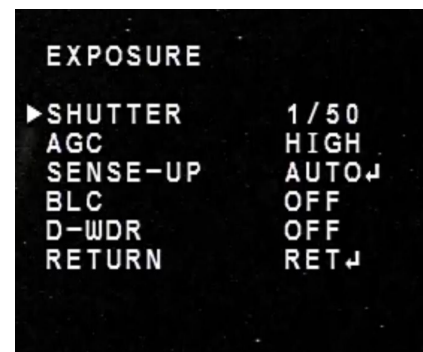 EXPOSURE
▶SHUTTER 1/50
AGC HIGH
SENSE-UP AUTO↵
BLC OFF
D-WDR OFF
RETURN RET↵